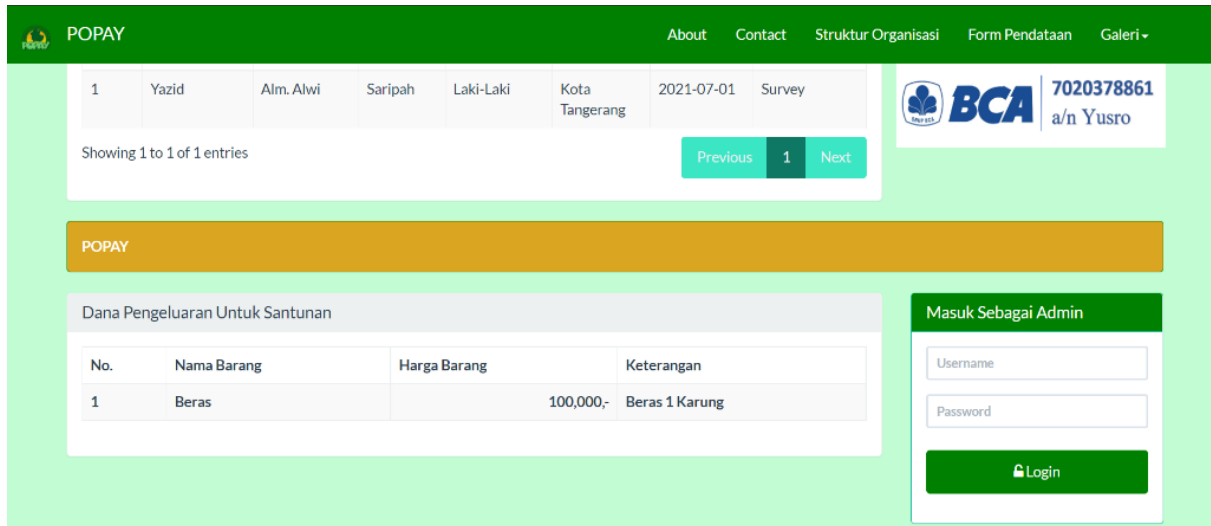 POPAY
POPAY About Contact Struktur Organisasi Form Pendataan Galeri
1 Yazid Alm. Alwi Saripah Laki-Laki Kota Tangerang 2021-07-01 Survey
BCA
7020378861
a/n Yusro
Showing 1 to 1 of 1 entries
Previous 1 Next
POPAY
Dana Pengeluaran Untuk Santunan
No. Nama Barang Harga Barang Keterangan
1 Beras 100,000,- Beras 1 Karung
Masuk Sebagai Admin
Username
Password
Login